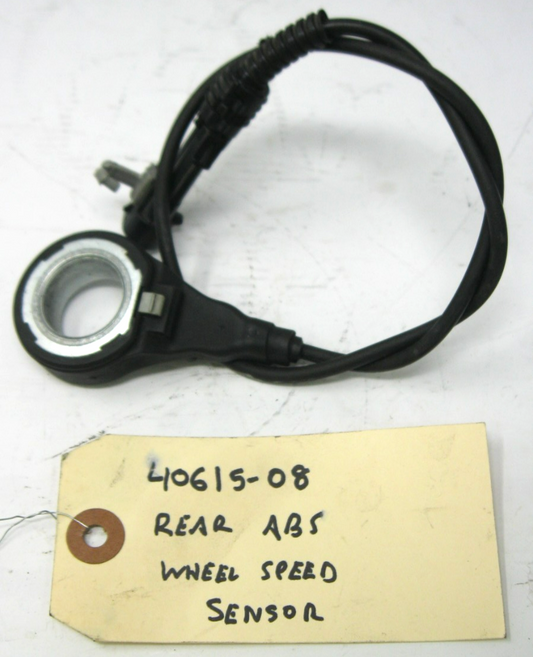 40615-08
REAR ABS
WHEEL SPEED
SENSOR